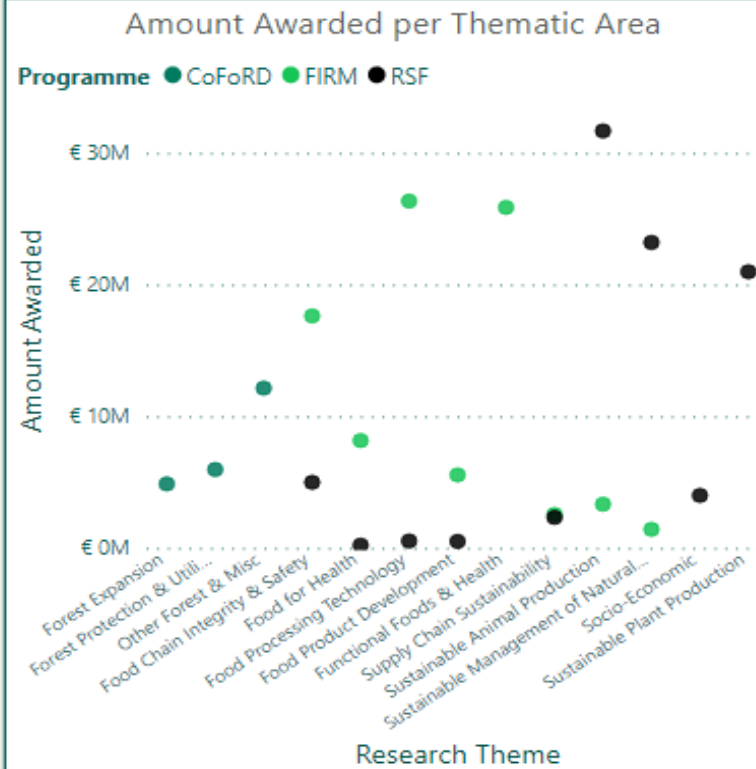 Amount Awarded per Thematic Area
Programme CoFoRD FIRM RSF
Amount Awarded
€ 30M
€ 20M
€ 10M
€ 0M
Forest Expansion
Forest Protection & Utili...
Other Forest & Misc
Food Chain Integrity & Safety
Food for Health
Food Processing Technology
Food Product Development
Functional Foods & Health
Supply Chain Sustainability
Sustainable Animal Production
Sustainable Management of Natural...
Socio-Economic
Sustainable Plant Production
Research Theme